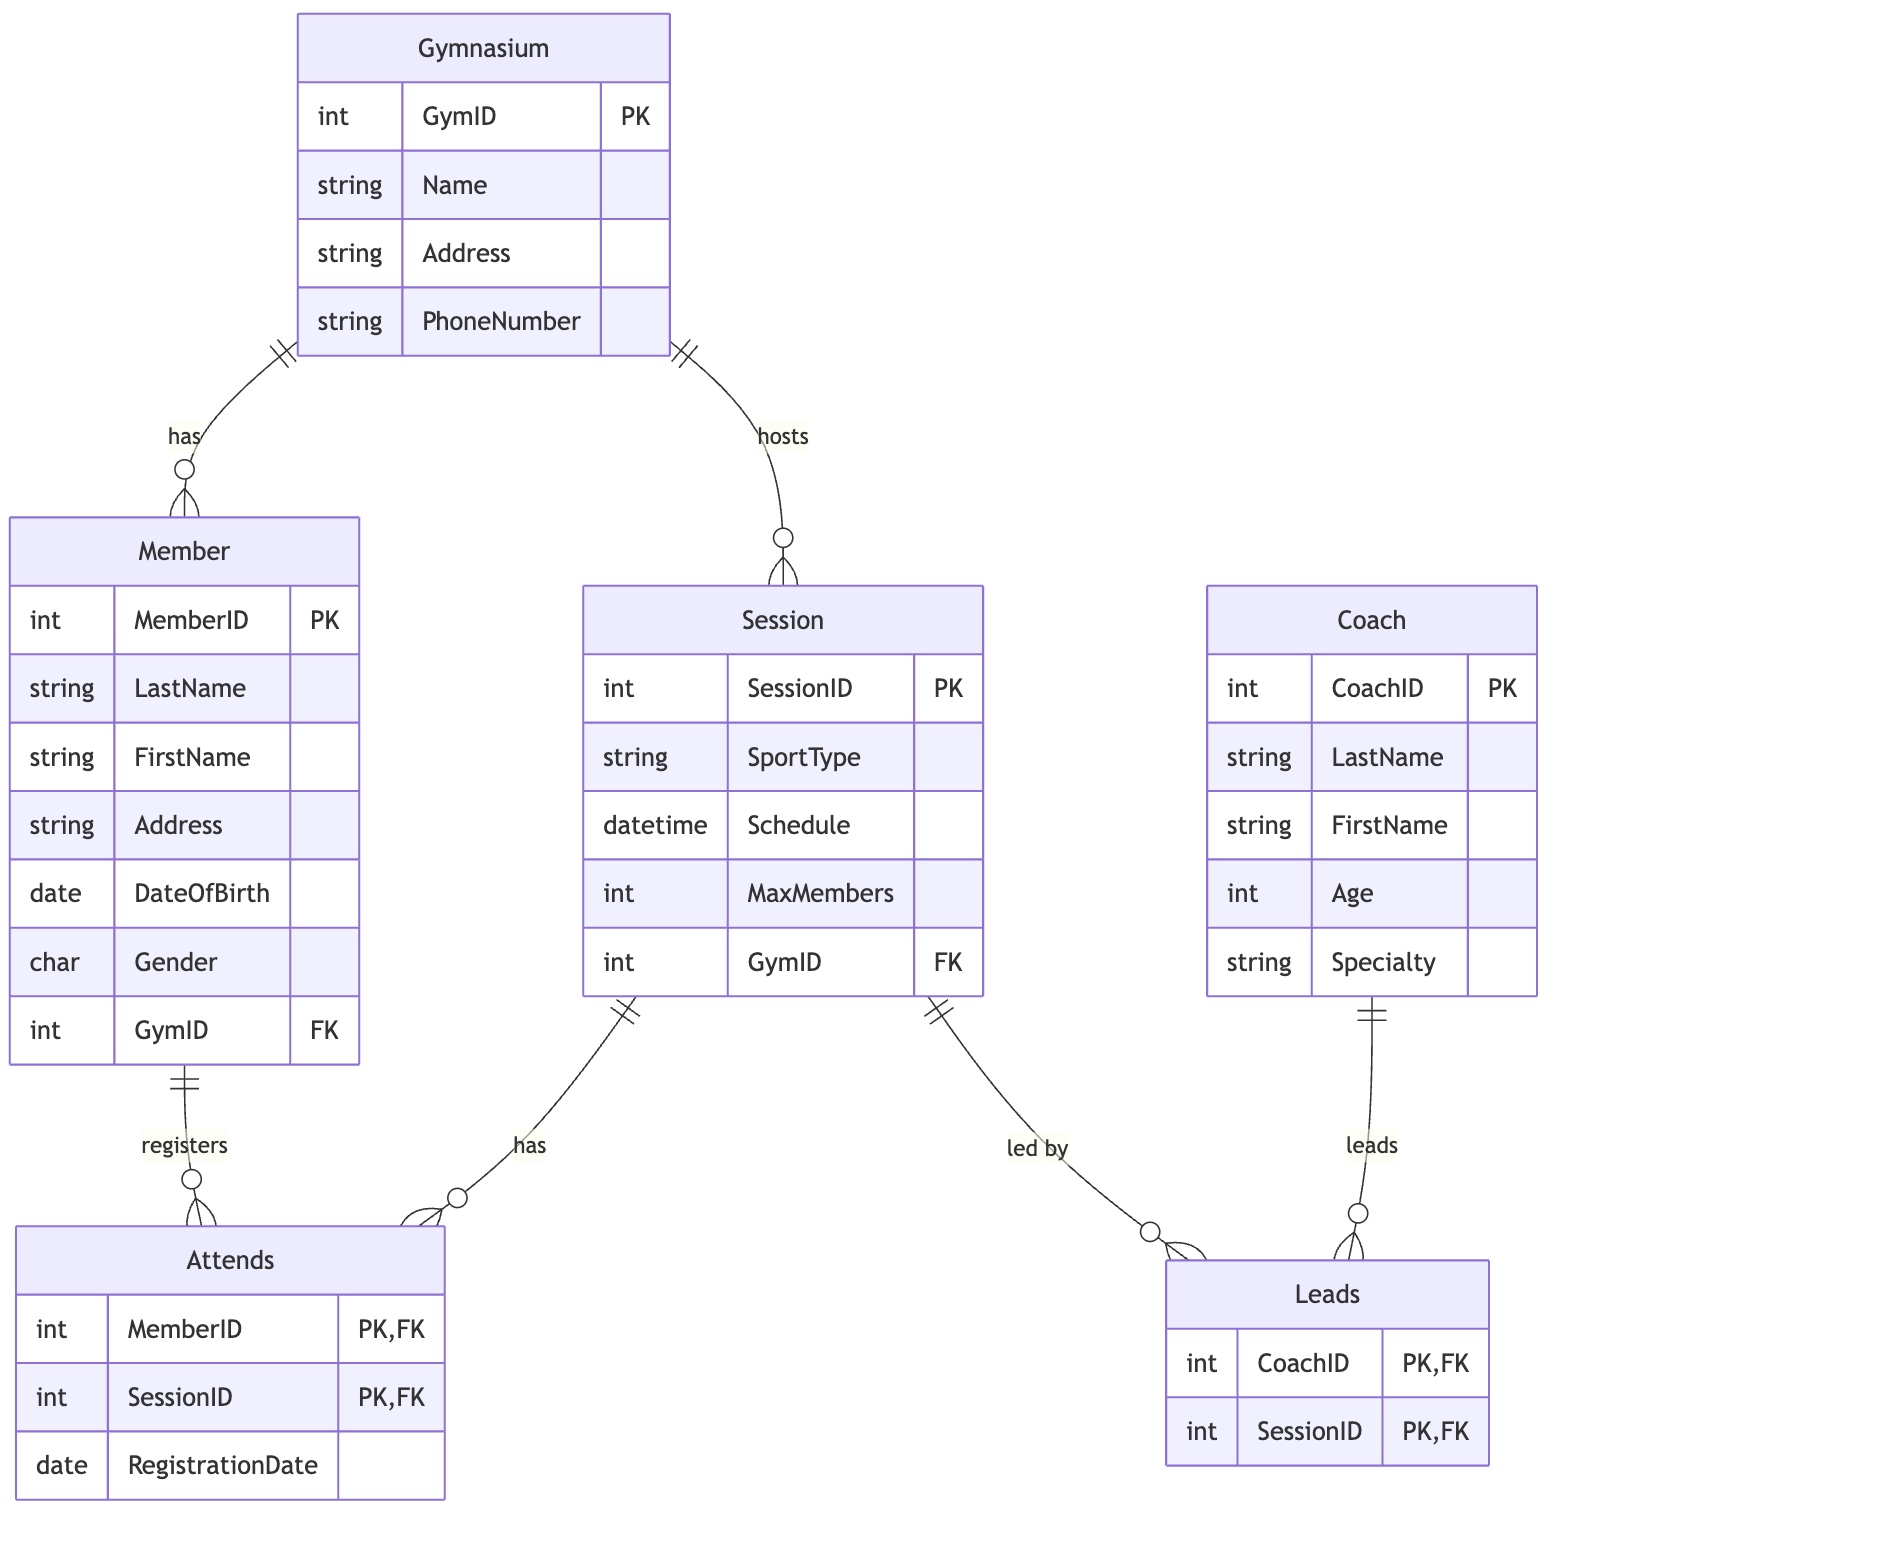 Gymnasium
int GymID PK
string Name
string Address
string PhoneNumber
has
hosts
Member
int MemberID PK
string LastName
string FirstName
string Address
date DateOfBirth
char Gender
int GymID FK
Session
int SessionID PK
string SportType
datetime Schedule
int MaxMembers
int GymID FK
Coach
int CoachID PK
string LastName
string FirstName
int Age
string Specialty
registers
has
led by
leads
Attends
int MemberID PK,FK
int SessionID PK,FK
date RegistrationDate
Leads
int CoachID PK,FK
int SessionID PK,FK